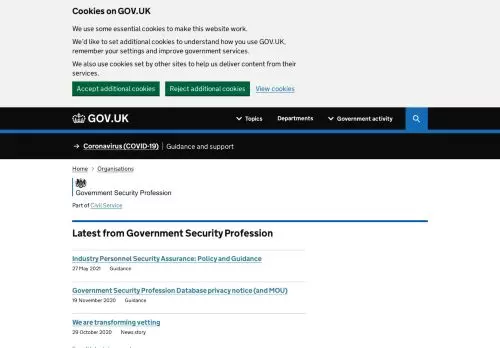 Cookies on GOV.UK
We use some essential cookies to make this website work.
We'd like to set additional cookies to understand how you use GOV.UK,
remember your settings and improve government services.
We also use cookies set by other sites to help us deliver content from their
services.
Accept additional cookies Reject additional cookies View cookies
GOV.UK Topics Departments Government activity
Coronavirus (COVID-19) Guidance and support
Home Organisations
Government Security Profession
Part of Civil Service
Latest from Government Security Profession
Industry Personnel Security Assurance: Policy and Guidance
27 May 2021 Guidance
Government Security Profession Database privacy notice (and MOU)
19 November 2020 Guidance
We are transforming vetting
29 October 2020 News story